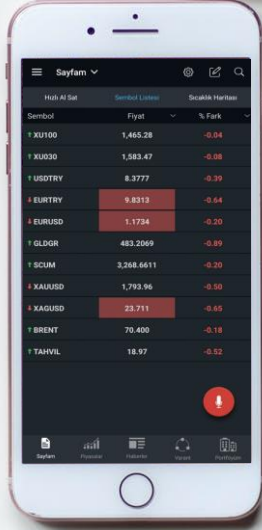 Sayfam
Hızlı Al Sat Sembol Listesi Sıcaklık Haritası
Sembol Fiyat % Fark
XU100 1,465.28 -0.04
XU030 1,583.47 -0.08
USDTRY 8.3777 -0.39
EURTRY 9.8313 -0.64
EURUSD 1.1734 -0.20
GLDGR 483.2069 -0.89
SCUM 3,268.6611 -0.20
XAUUSD 1,793.96 -0.50
XAGUSD 23.711 -0.65
BRENT 70.400 -0.18
TAHVIL 18.97 -0.52
Sayfam Piyasalar Haberler Varant Portföyüm